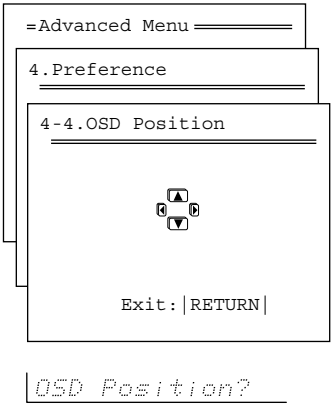 =Advanced Menu
4.Preference
4-4.OSD Position
Exit:|RETURN|
OSD Position?